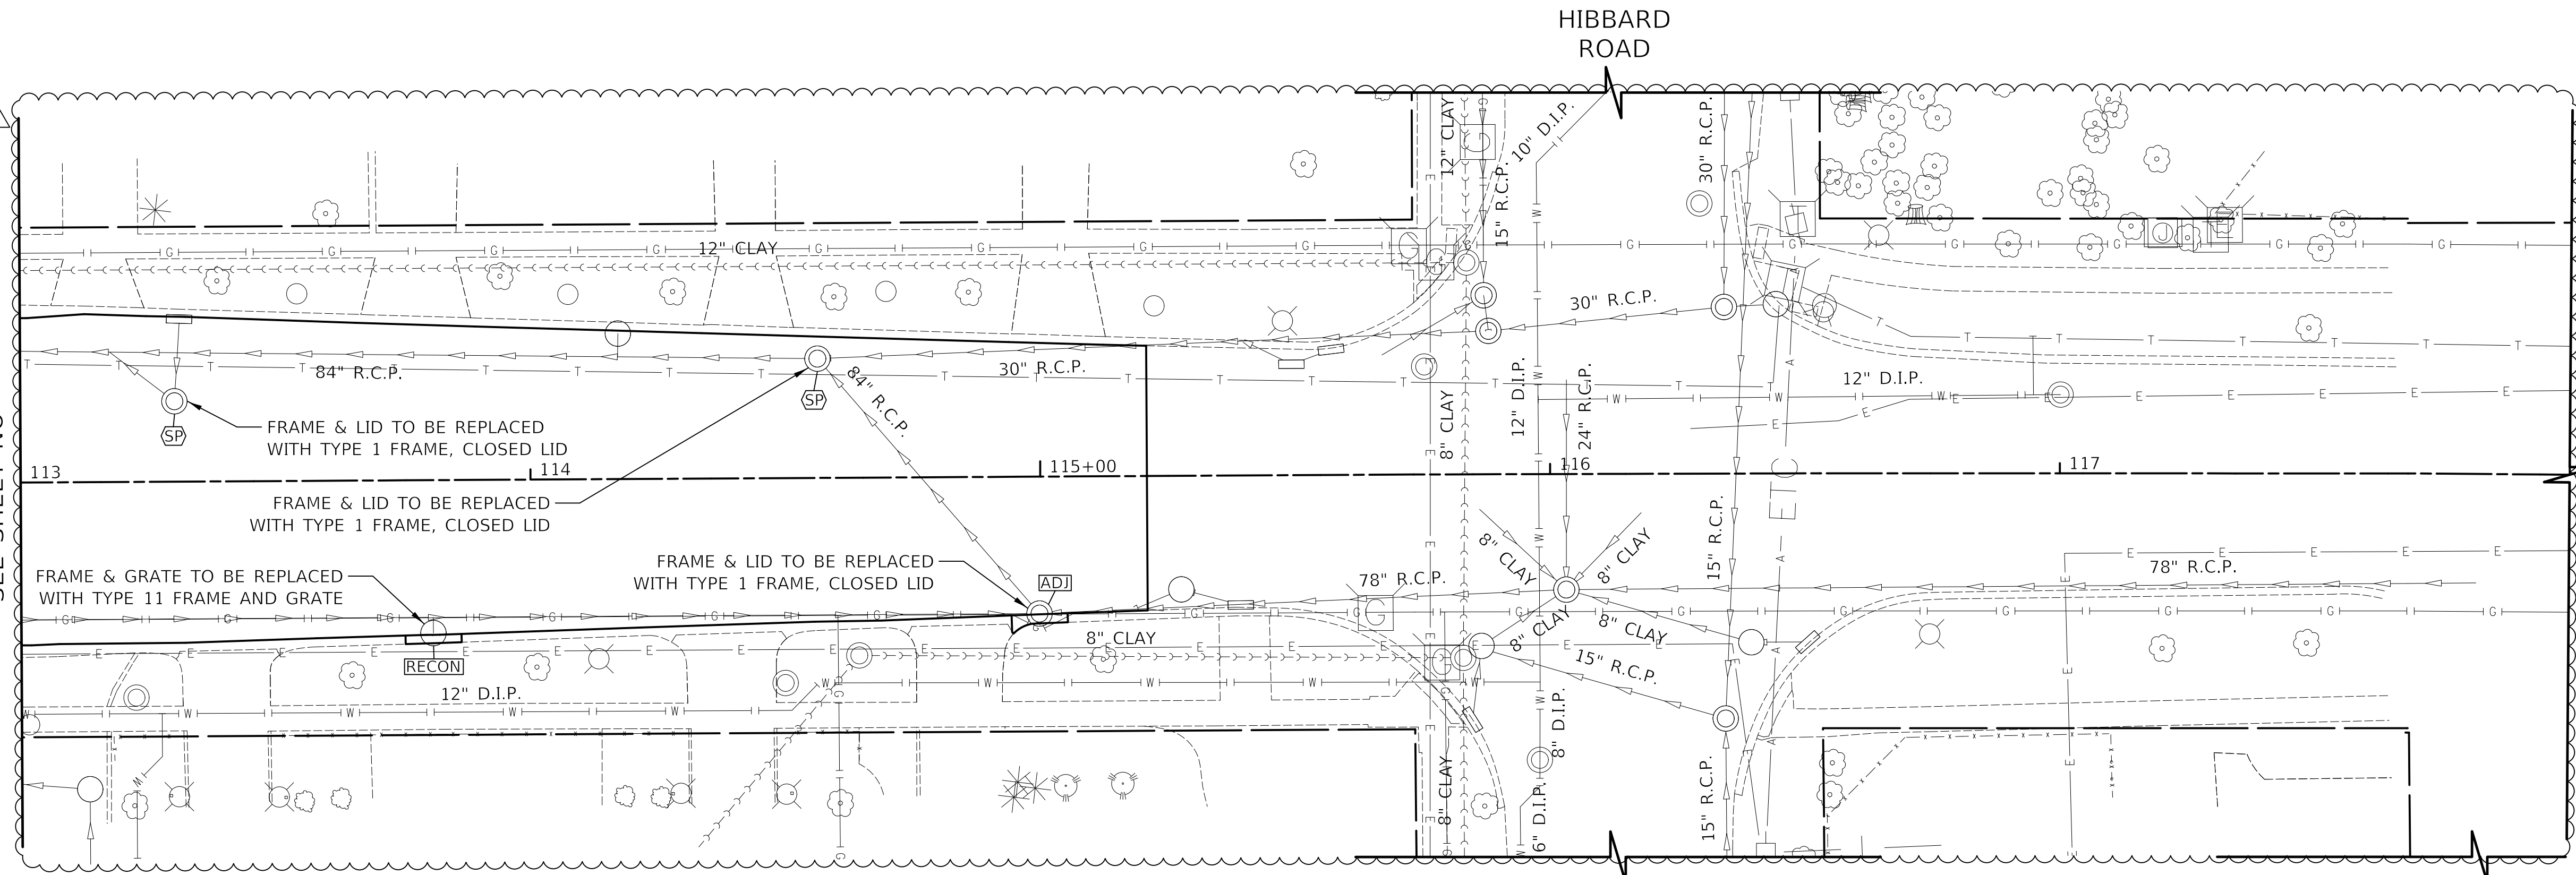 HIBBARD
ROAD
12" CLAY
12" CLAY
10" D.I.P.
15" R.C.P.
30" R.C.P.
30" R.C.P.
84" R.C.P.
84" R.C.P.
30" R.C.P.
12" D.I.P.
SP
SP
FRAME & LID TO BE REPLACED
WITH TYPE 1 FRAME, CLOSED LID
8" CLAY
12" D.I.P.
24" R.C.P.
113
114
115+00
116
117
FRAME & LID TO BE REPLACED
WITH TYPE 1 FRAME, CLOSED LID
ETC
FRAME & LID TO BE REPLACED
WITH TYPE 1 FRAME, CLOSED LID
ADJ
FRAME & GRATE TO BE REPLACED
WITH TYPE 11 FRAME AND GRATE
RECON
8" CLAY
8" CLAY
78" R.C.P.
15" R.C.P.
78" R.C.P.
8" CLAY
8" CLAY
8" CLAY
15" R.C.P.
12" D.I.P.
8" D.I.P.
8" CLAY
6" D.I.P.
15" R.C.P.